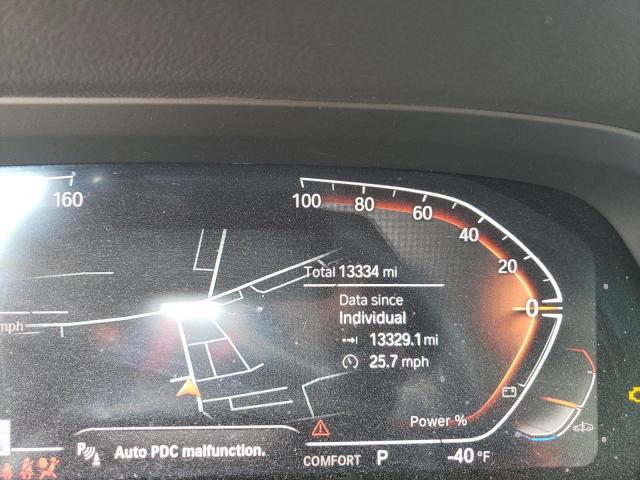 160
100
80
60
40
20
0
Total 13334 mi
Data since
Individual
13329.1 mi
25.7 mph
mph
Power %
P
Auto PDC malfunction.
COMFORT P -40 °F